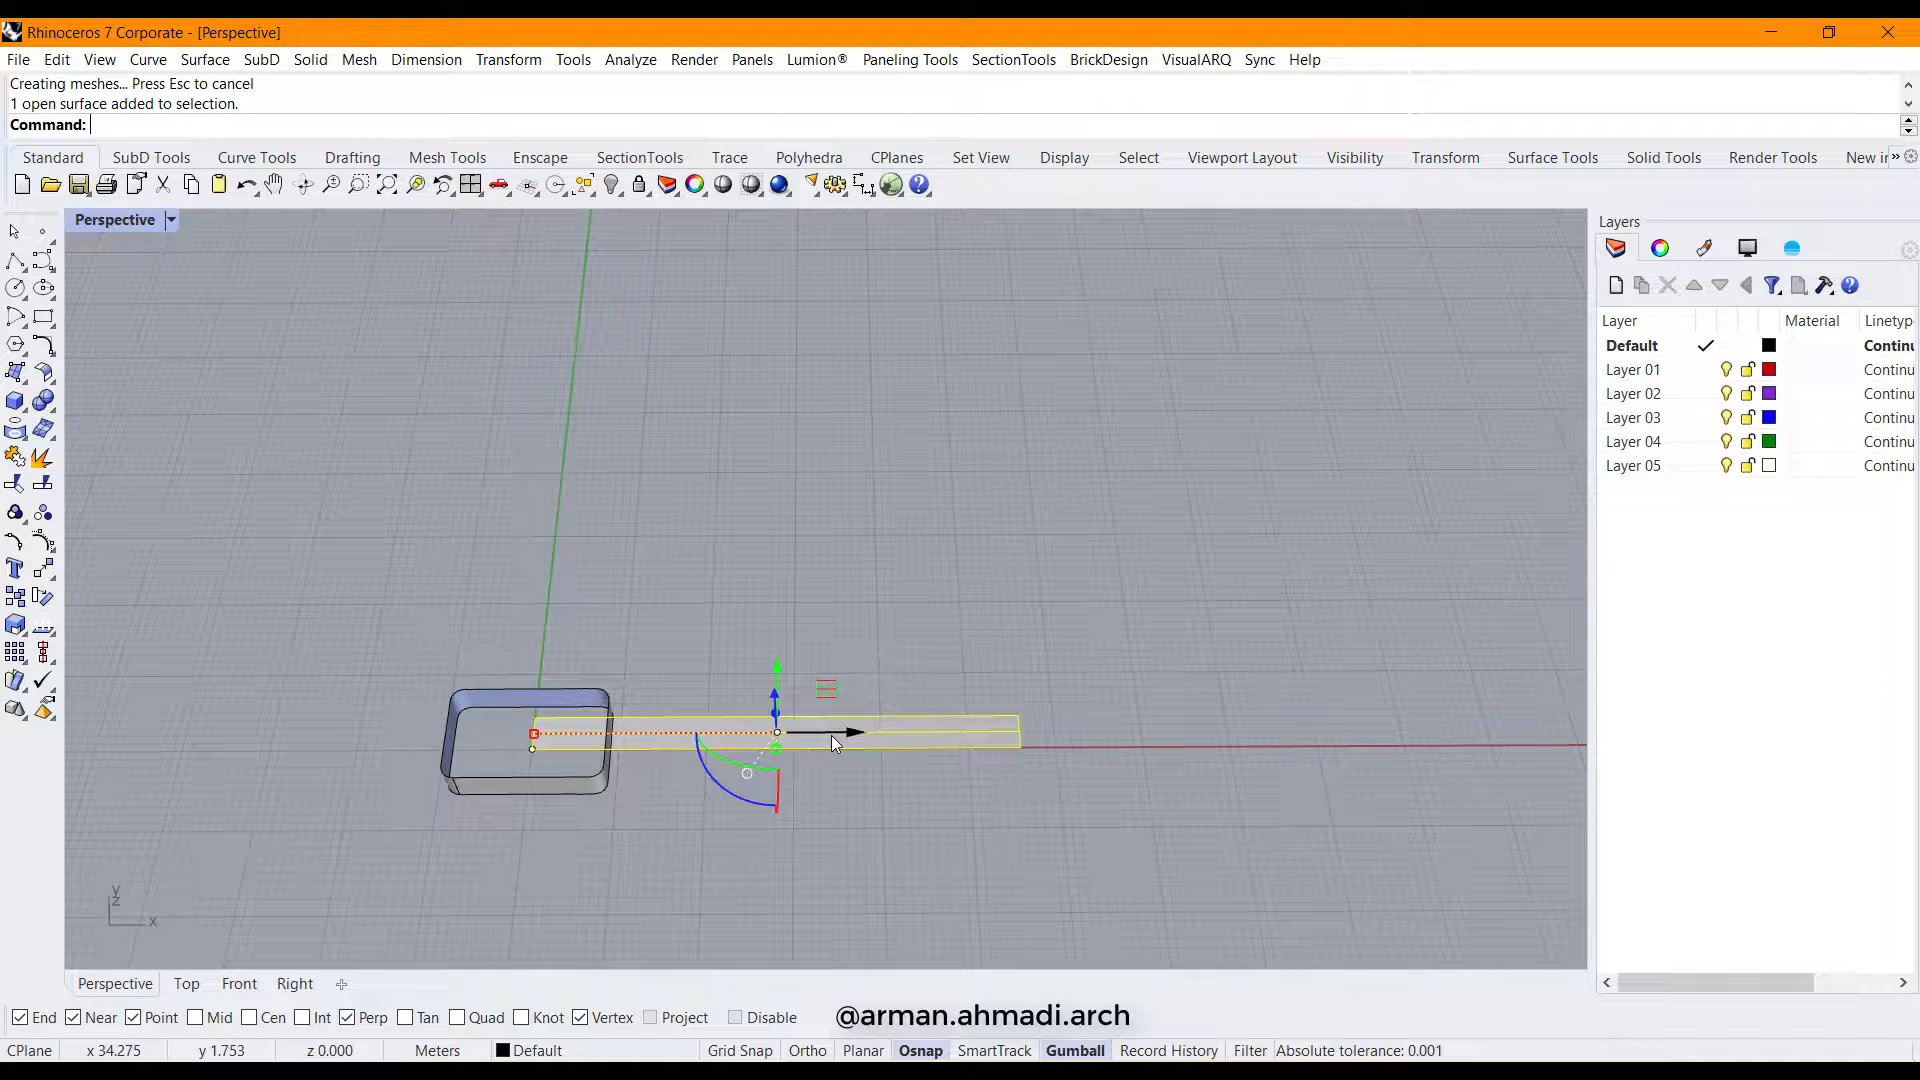 Rhinoceros 7 Corporate - [Perspective]
File Edit View Curve Surface SubD Solid Mesh Dimension Transform Tools Analyze Render Panels Lumion® Paneling Tools SectionTools BrickDesign VisualARQ Sync Help
Creating meshes... Press Esc to cancel
1 open surface added to selection.
Command:
Standard SubD Tools Curve Tools Drafting Mesh Tools Enscape SectionTools Trace Polyhedra CPlanes Set View Display Select Viewport Layout Visibility Transform Surface Tools Solid Tools Render Tools New in
Perspective
Layers
Layer Material Linetyp
Default Continu
Layer 01 Continu
Layer 02 Continu
Layer 03 Continu
Layer 04 Continu
Layer 05 Continu
y
z
x
Perspective Top Front Right
End Near Point Mid Cen Int Perp Tan Quad Knot Vertex Project Disable
@arman.ahmadi.arch
CPlane x 34.275 y 1.753 z 0.000 Meters Default Grid Snap Ortho Planar Osnap SmartTrack Gumball Record History Filter Absolute tolerance: 0.001